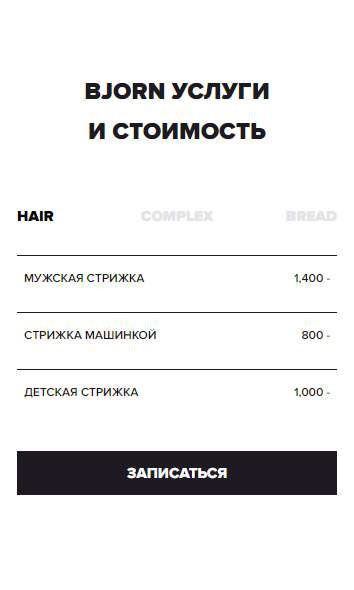 BJORN УСЛУГИ
И СТОИМОСТЬ
HAIR COMPLEX BREAD
МУЖСКАЯ СТРИЖКА 1,400 -
СТРИЖКА МАШИНКОЙ 800 -
ДЕТСКАЯ СТРИЖКА 1,000 -
ЗАПИСАТЬСЯ